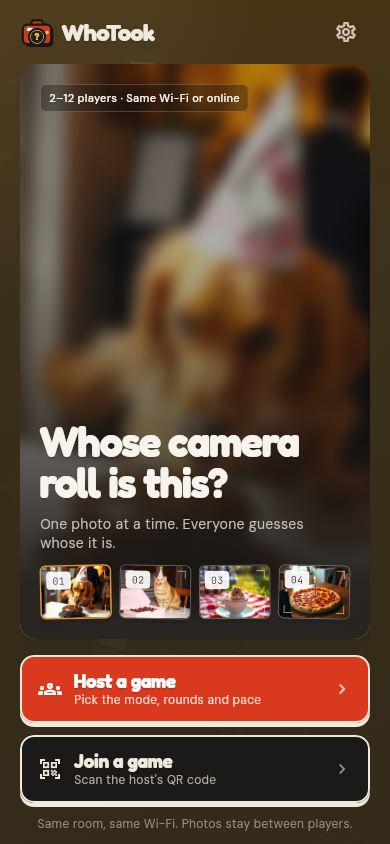 WhoTook
2–12 players · Same Wi-Fi or online
Whose camera
roll is this?
One photo at a time. Everyone guesses
whose it is.
01
02
03
04
Host a game
Pick the mode, rounds and pace
Join a game
Scan the host's QR code
Same room, same Wi-Fi. Photos stay between players.